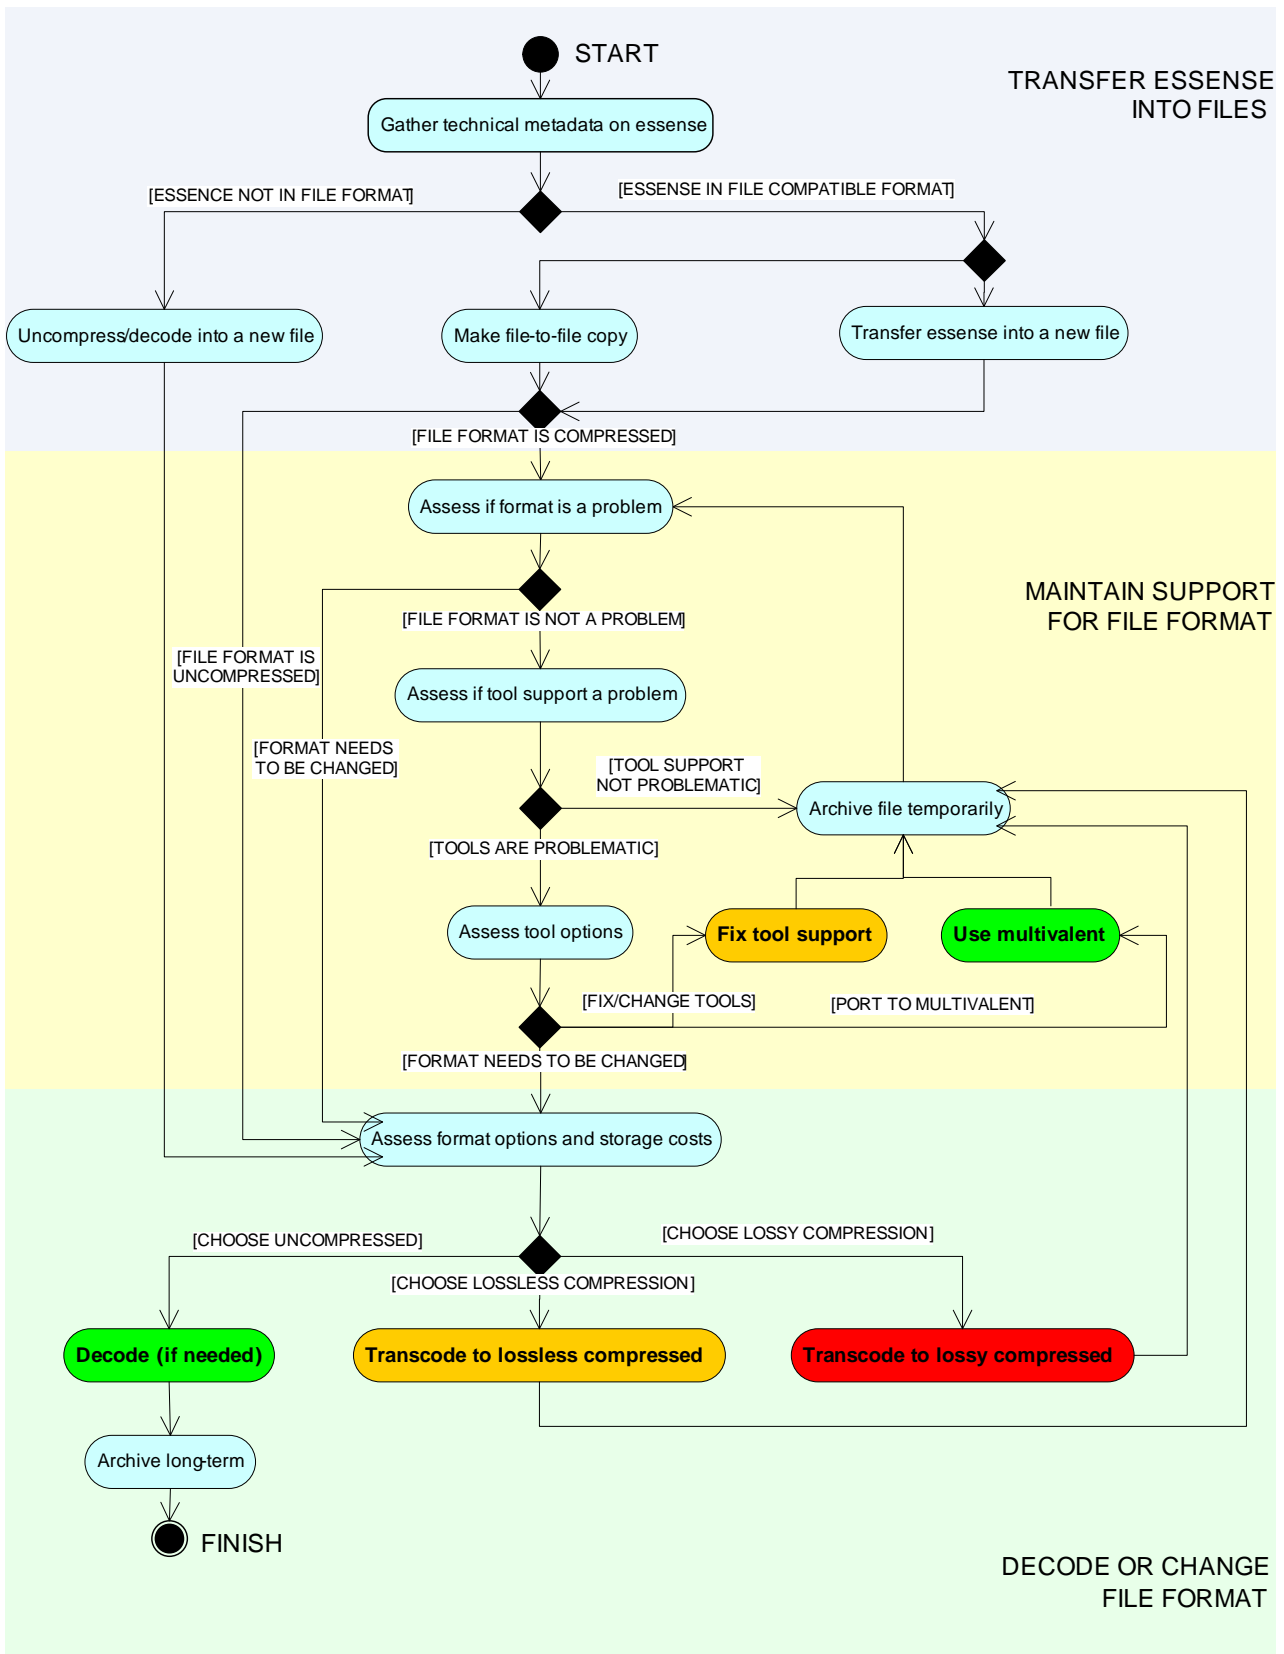 START
TRANSFER ESSENSE
INTO FILES
Gather technical metadata on essense
[ESSENCE NOT IN FILE FORMAT]
[ESSENSE IN FILE COMPATIBLE FORMAT]
Uncompress/decode into a new file
Make file-to-file copy
Transfer essense into a new file
[FILE FORMAT IS COMPRESSED]
Assess if format is a problem
MAINTAIN SUPPORT
FOR FILE FORMAT
[FILE FORMAT IS NOT A PROBLEM]
[FILE FORMAT IS
UNCOMPRESSED]
Assess if tool support a problem
[FORMAT NEEDS
TO BE CHANGED]
[TOOL SUPPORT
NOT PROBLEMATIC]
Archive file temporarily
[TOOLS ARE PROBLEMATIC]
Assess tool options
Fix tool support
Use multivalent
[FIX/CHANGE TOOLS]
[PORT TO MULTIVALENT]
[FORMAT NEEDS TO BE CHANGED]
Assess format options and storage costs
[CHOOSE UNCOMPRESSED]
[CHOOSE LOSSY COMPRESSION]
[CHOOSE LOSSLESS COMPRESSION]
Decode (if needed)
Transcode to lossless compressed
Transcode to lossy compressed
Archive long-term
FINISH
DECODE OR CHANGE
FILE FORMAT